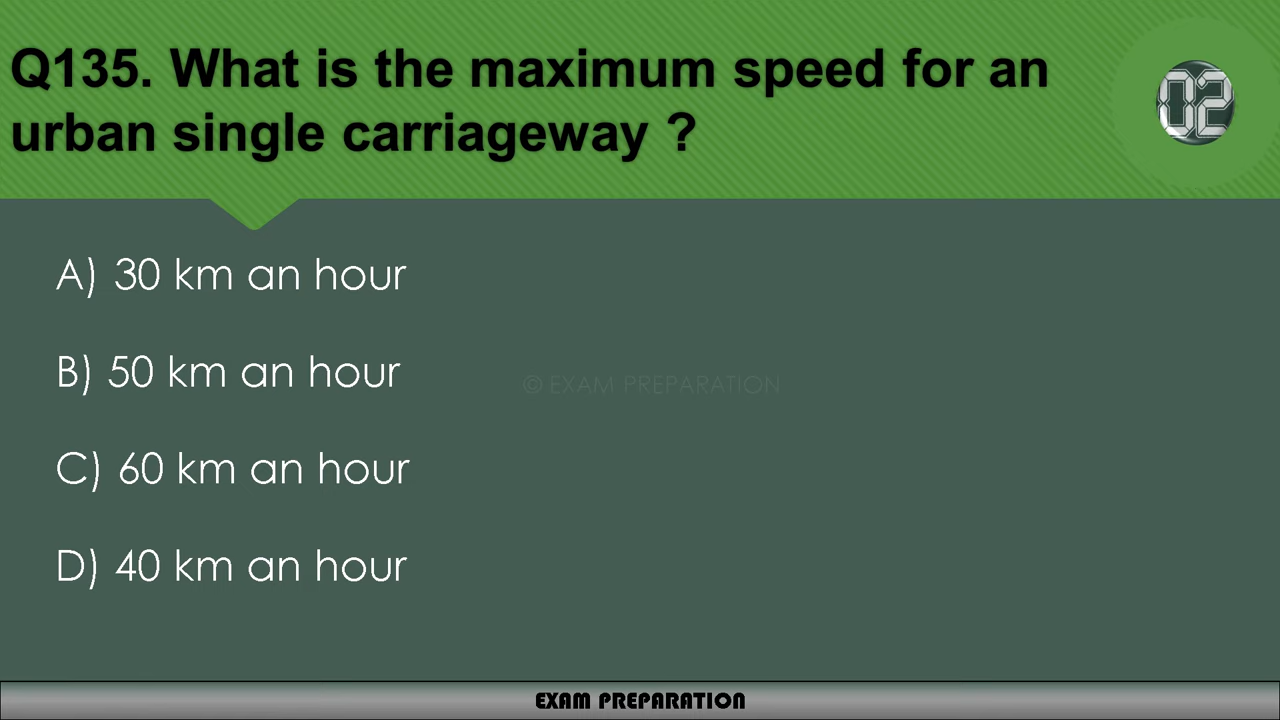 Q135. What is the maximum speed for an
urban single carriageway ?
02
A) 30 km an hour
B) 50 km an hour
© EXAM PREPARATION
C) 60 km an hour
D) 40 km an hour
EXAM PREPARATION